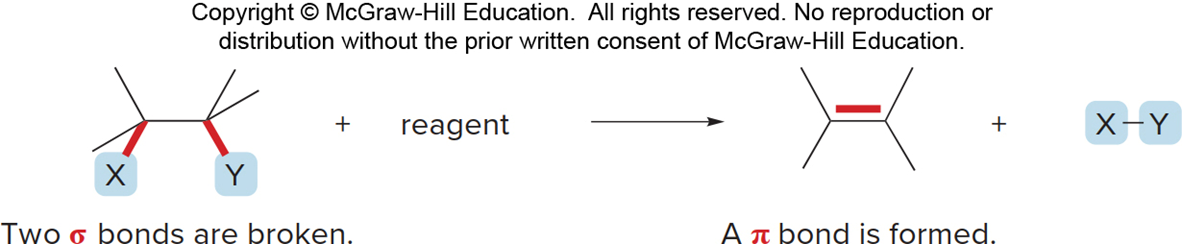 Copyright © McGraw-Hill Education. All rights reserved. No reproduction or
distribution without the prior written consent of McGraw-Hill Education.
+ reagent + X–Y
X Y
Two σ bonds are broken. A π bond is formed.